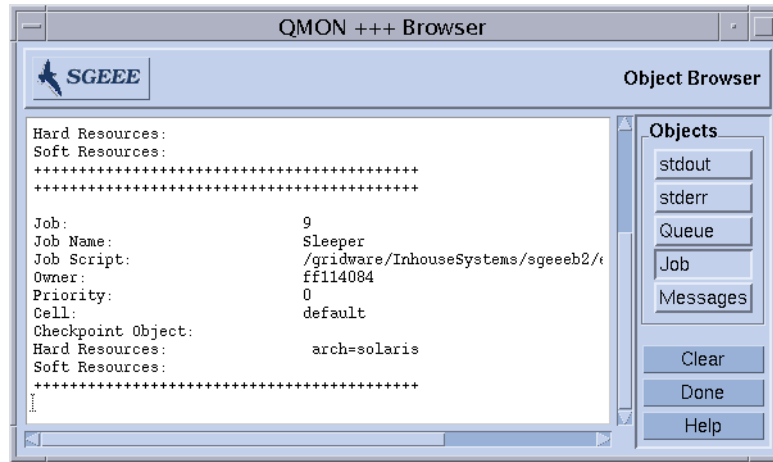 QMON +++ Browser
SGEEE
Object Browser
Hard Resources:
Soft Resources:
+++++++++++++++++++++++++++++++++++++++++++
+++++++++++++++++++++++++++++++++++++++++++
Job: 9
Job Name: Sleeper
Job Script: /gridware/InhouseSystems/sgeeeb2/e
Owner: ff114084
Priority: 0
Cell: default
Checkpoint Object:
Hard Resources: arch=solaris
Soft Resources:
+++++++++++++++++++++++++++++++++++++++++++
Objects
stdout
stderr
Queue
Job
Messages
Clear
Done
Help